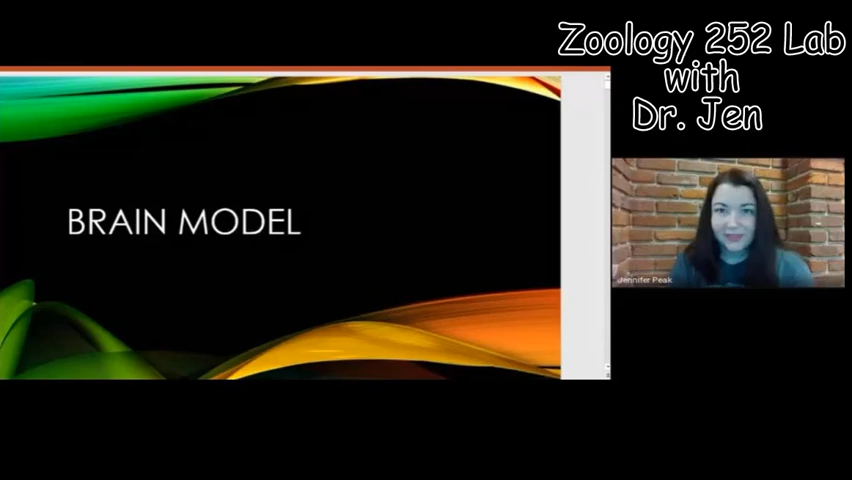 Zoology 252 Lab
with
Dr. Jen
BRAIN MODEL
Jennifer Peak